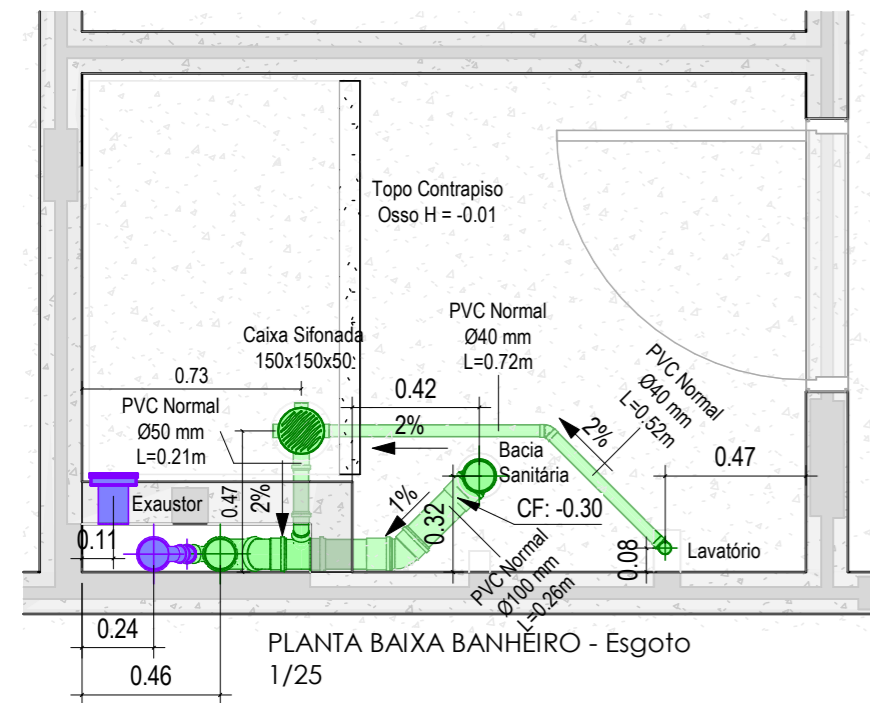 Topo Contrapiso
Osso H = -0.01
PVC Normal
Ø40 mm
L=0.72m
Caixa Sifonada
150x150x50
PVC Normal
Ø40 mm
L=0.52m
0.73
0.42
PVC Normal
Ø50 mm
L=0.21m
2%
2%
Bacia
Sanitária
0.47
Exaustor
0.47
2%
1%
0.32
CF: -0.30
PVC Normal
Ø100 mm
L=0.26m
0.11
0.08
Lavatório
0.24
0.46
PLANTA BAIXA BANHEIRO - Esgoto
1/25